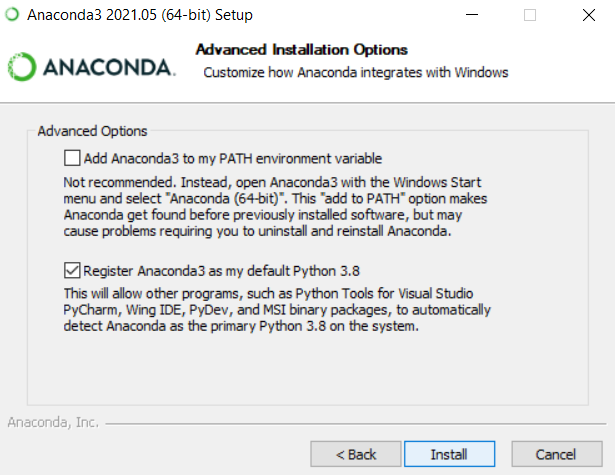 Anaconda3 2021.05 (64-bit) Setup
ANACONDA.
Advanced Installation Options
Customize how Anaconda integrates with Windows
Advanced Options
Add Anaconda3 to my PATH environment variable
Not recommended. Instead, open Anaconda3 with the Windows Start
menu and select "Anaconda (64-bit)". This "add to PATH" option makes
Anaconda get found before previously installed software, but may
cause problems requiring you to uninstall and reinstall Anaconda.
Register Anaconda3 as my default Python 3.8
This will allow other programs, such as Python Tools for Visual Studio
PyCharm, Wing IDE, PyDev, and MSI binary packages, to automatically
detect Anaconda as the primary Python 3.8 on the system.
Anaconda, Inc.
< Back
Install
Cancel